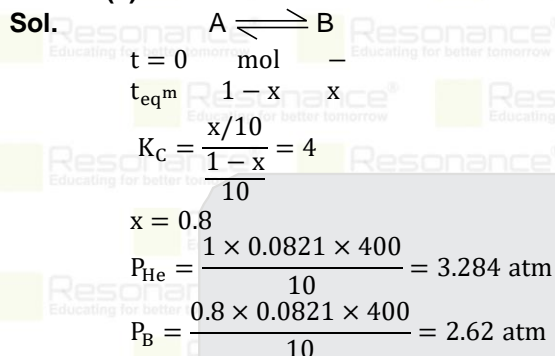 Sol. A ⇌ B
t = 0 mol –
t_eq^m 1 − x x
K_C = (x/10)/((1 − x)/10) = 4
x = 0.8
P_He = (1 × 0.0821 × 400)/10 = 3.284 atm
P_B = (0.8 × 0.0821 × 400)/10 = 2.62 atm
Resonance®
Educating for better tomorrow